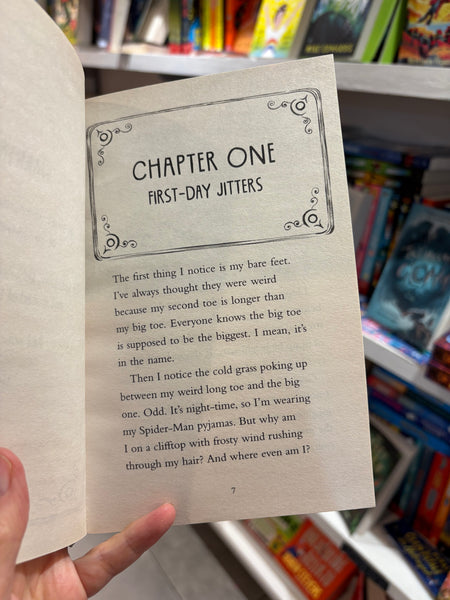 CHAPTER ONE
FIRST-DAY JITTERS
The first thing I notice is my bare feet.
I've always thought they were weird
because my second toe is longer than
my big toe. Everyone knows the big toe
is supposed to be the biggest. I mean, it's
in the name.
Then I notice the cold grass poking up
between my weird long toe and the big
one. Odd. It's night-time, so I'm wearing
my Spider-Man pyjamas. But why am
I on a clifftop with frosty wind rushing
through my hair? And where even am I?
7